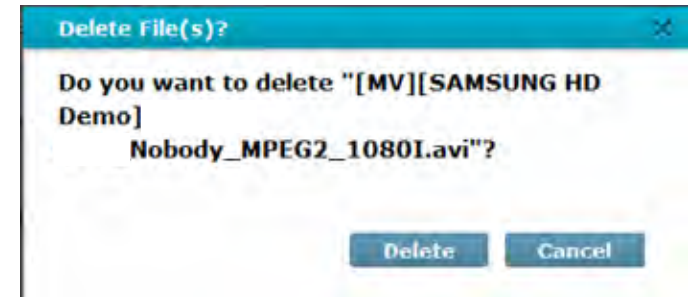 Delete File(s)?
Do you want to delete "[MV][SAMSUNG HD
Demo]
Nobody_MPEG2_1080I.avi"?
Delete Cancel